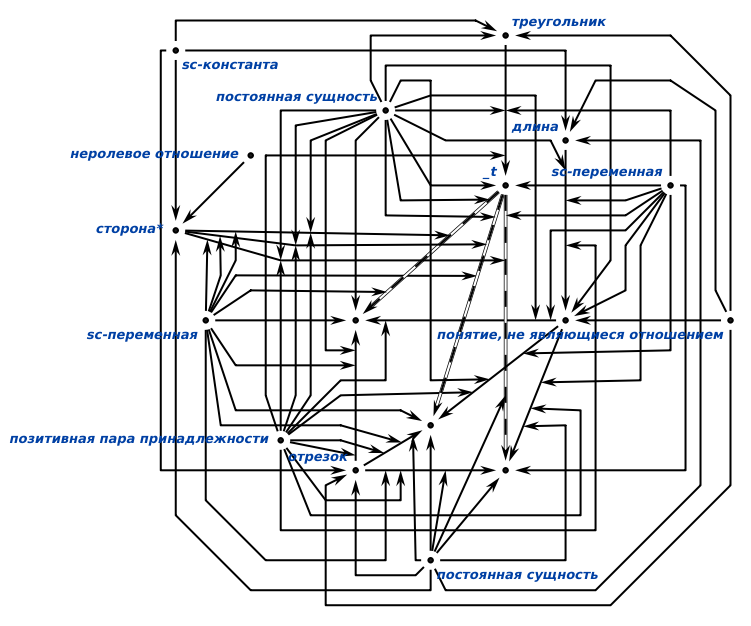 треугольник
sc-константа
постоянная сущность
длина
неролевое отношение
_t
sc-переменная
сторона*
sc-переменная
понятие, не являющиеся отношением
позитивная пара принадлежности
отрезок
постоянная сущность